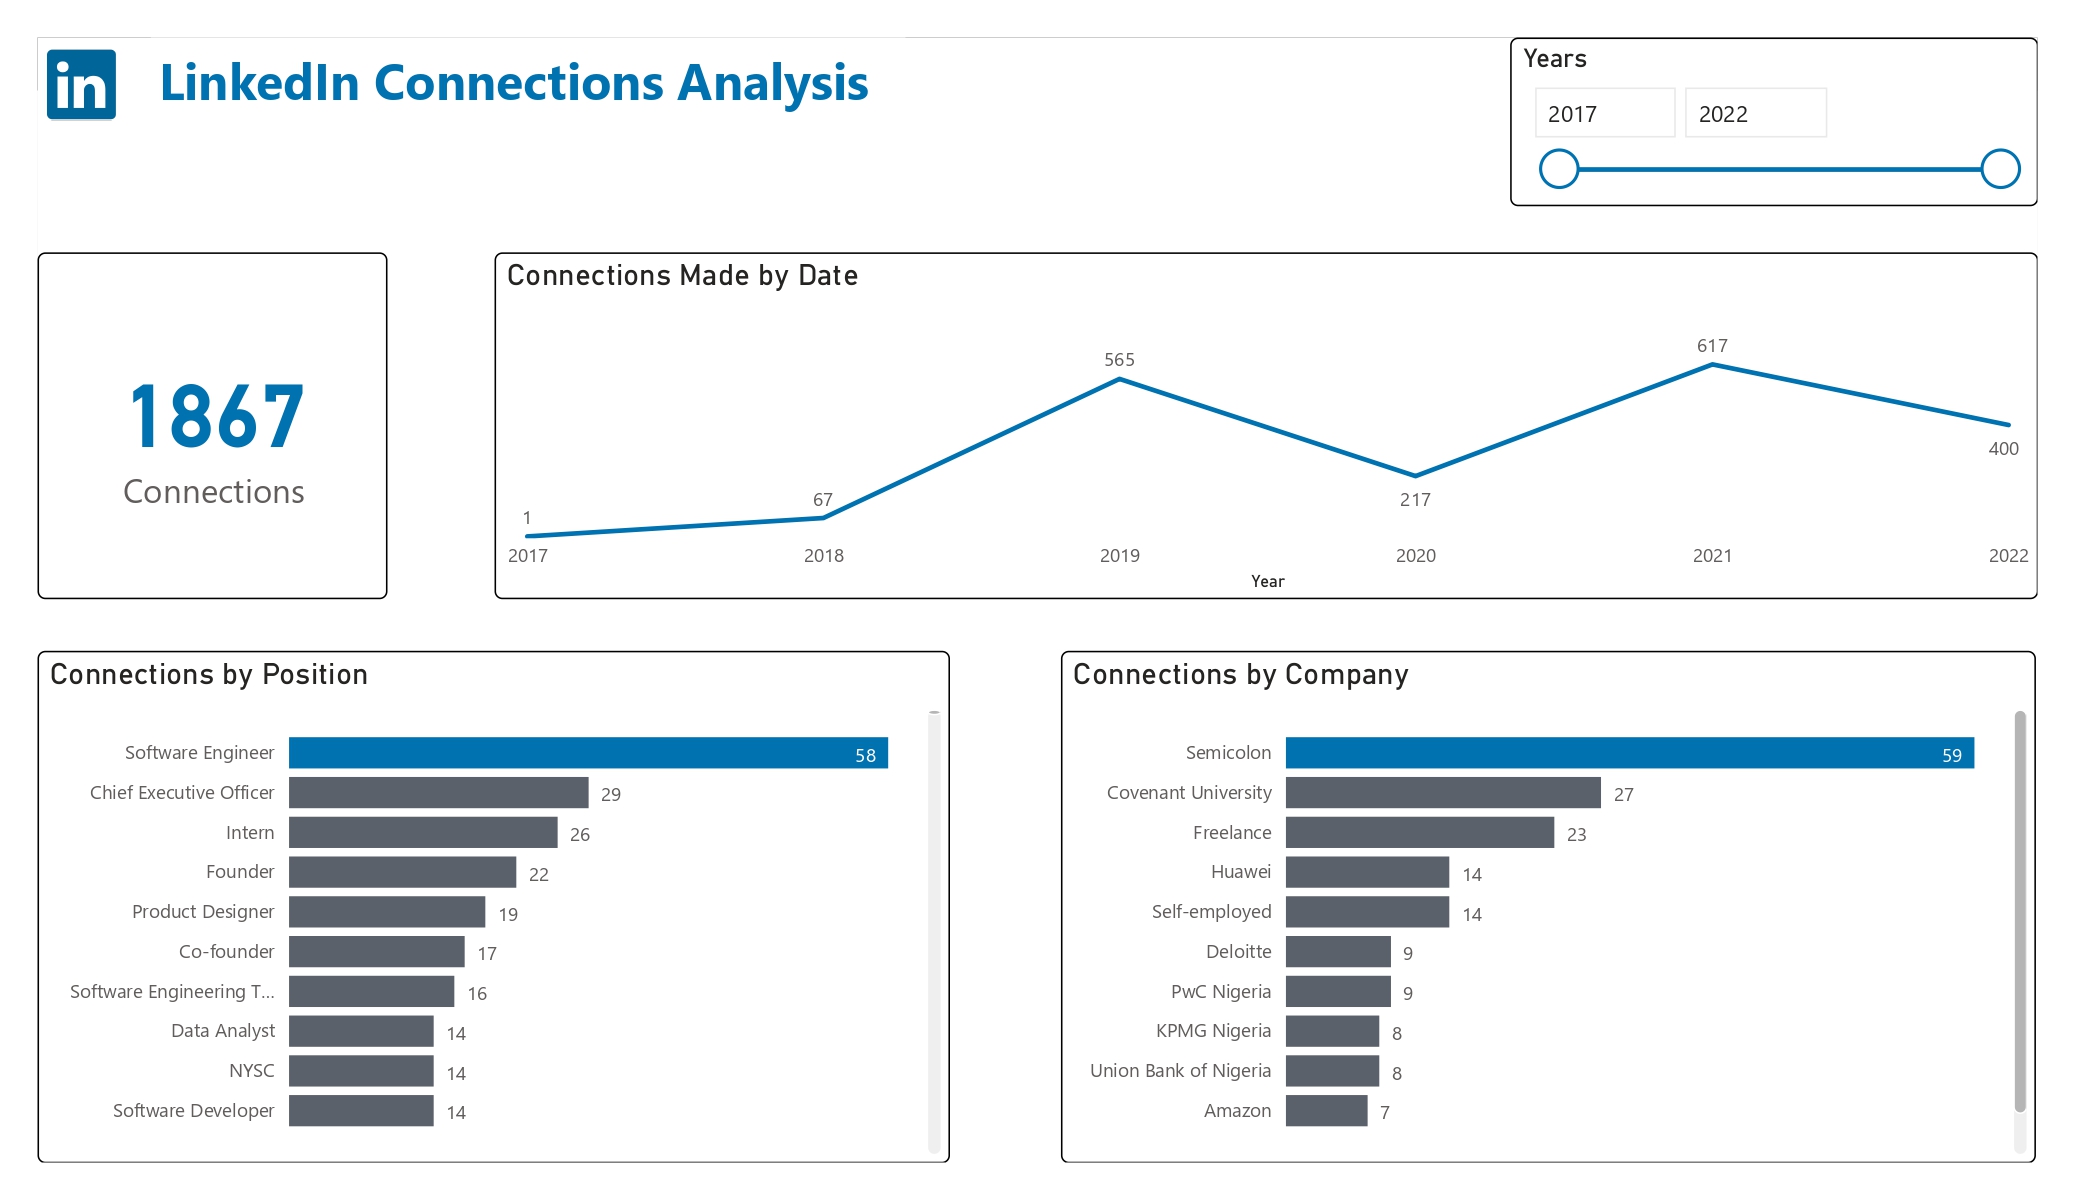 in
LinkedIn Connections Analysis
Years
2017
2022
1867
Connections
Connections Made by Date
1
67
565
217
617
400
2017
2018
2019
2020
2021
2022
Year
Connections by Position
Software Engineer 58
Chief Executive Officer 29
Intern 26
Founder 22
Product Designer 19
Co-founder 17
Software Engineering T... 16
Data Analyst 14
NYSC 14
Software Developer 14
Connections by Company
Semicolon 59
Covenant University 27
Freelance 23
Huawei 14
Self-employed 14
Deloitte 9
PwC Nigeria 9
KPMG Nigeria 8
Union Bank of Nigeria 8
Amazon 7